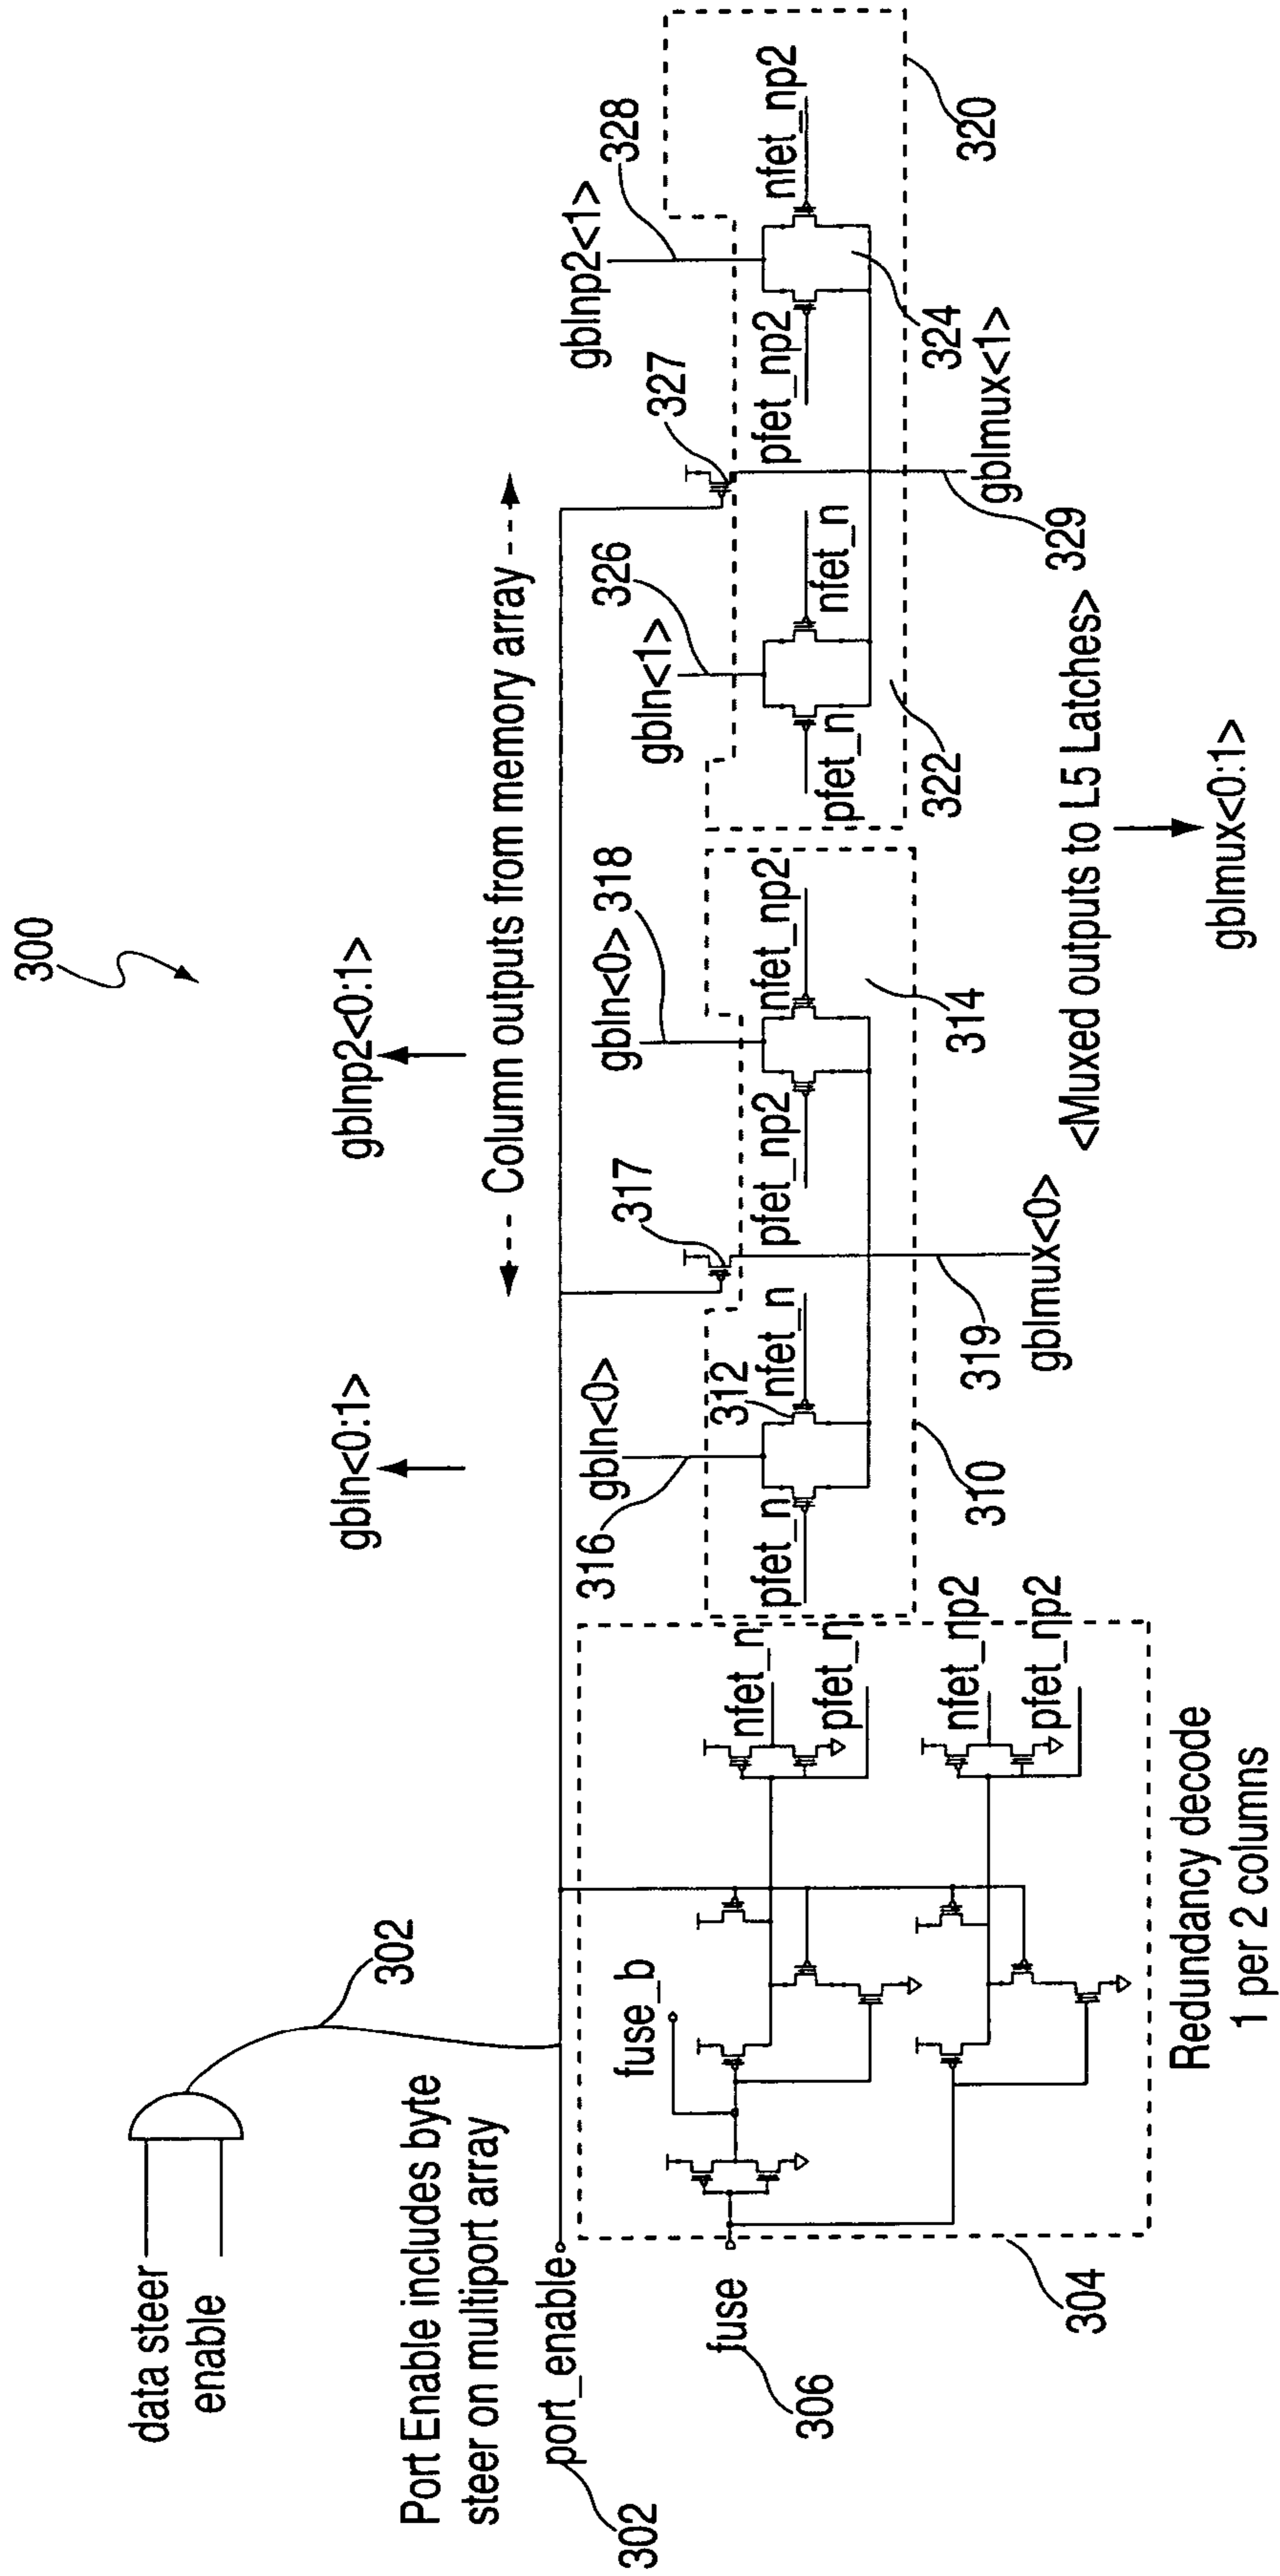 300
data steer
enable
302
Port Enable includes byte
steer on multiport array
gbln<0:1>
gblnp2<0:1>
Column outputs from memory array
302
port_enable
316
gbln<0>
317
gbln<0>
318
326
gbln<1>
327
gblnp2<1>
328
fuse
306
fuse_b
nfet_n
pfet_n
nfet_np2
pfet_np2
304
Redundancy decode
1 per 2 columns
pfet_n
312
nfet_n
pfet_np2
nfet_np2
314
310
319
gblmux<0>
pfet_n
nfet_n
pfet_np2
nfet_np2
322
324
320
gblmux<1>
329
<Muxed outputs to L5 Latches>
gblmux<0:1>